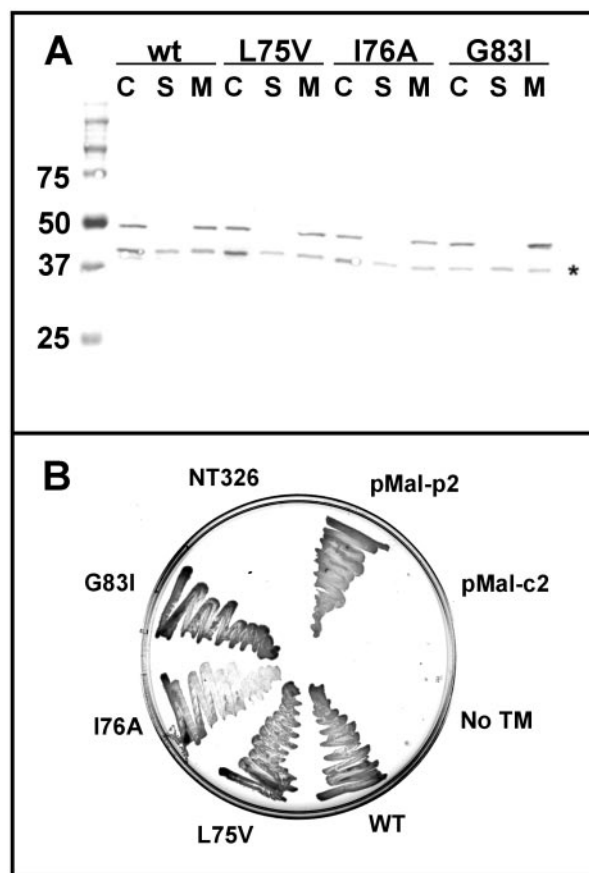 A
wt L75V I76A G83I
C S M C S M C S M C S M
75
50
37
25
*
B
NT326 pMal-p2
G83I pMal-c2
I76A No TM
L75V WT